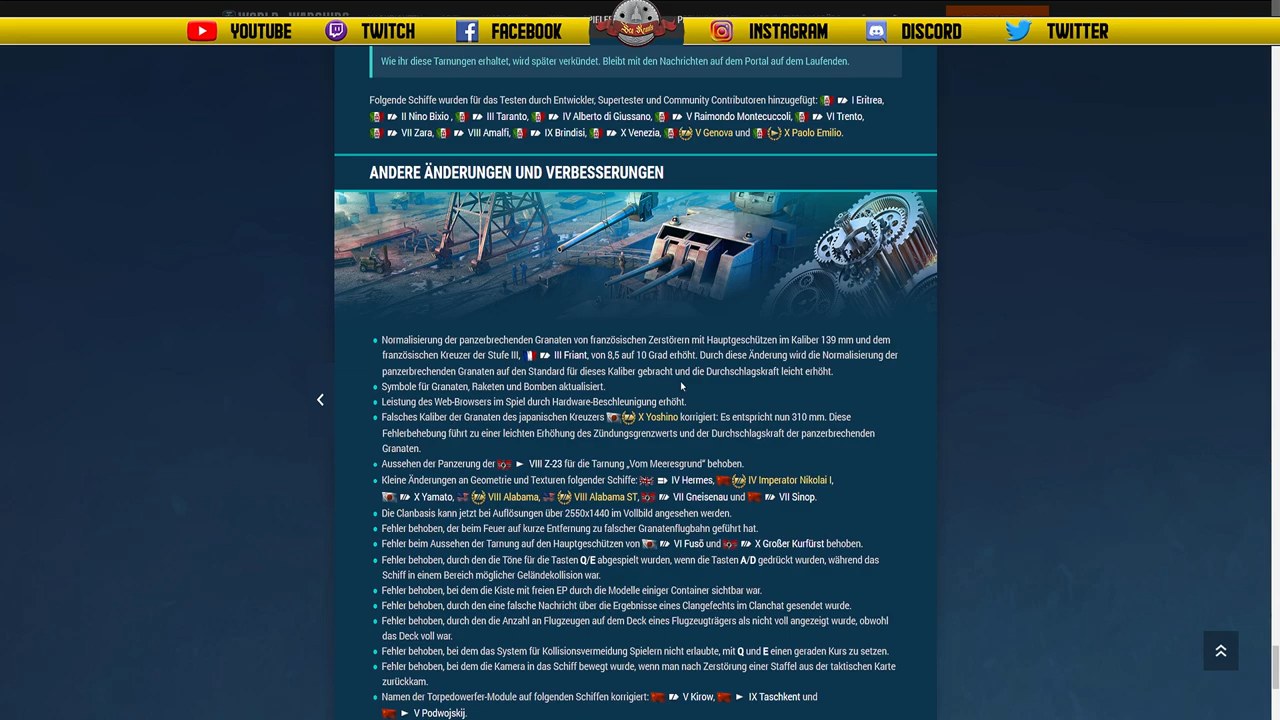 YOUTUBE TWITCH FACEBOOK Sea Rents INSTAGRAM DISCORD TWITTER
Wie ihr diese Tarnungen erhaltet, wird später verkündet. Bleibt mit den Nachrichten auf dem Portal auf dem Laufenden.
Folgende Schiffe wurden für das Testen durch Entwickler, Supertester und Community Contributoren hinzugefügt: I Eritrea,
II Nino Bixio , III Taranto, IV Alberto di Giussano, V Raimondo Montecuccoli, VI Trento,
VII Zara, VIII Amalfi, IX Brindisi, X Venezia, V Genova und X Paolo Emilio.
ANDERE ÄNDERUNGEN UND VERBESSERUNGEN
Normalisierung der panzerbrechenden Granaten von französischen Zerstörern mit Hauptgeschützen im Kaliber 139 mm und dem
französischen Kreuzer der Stufe III, III Friant, von 8,5 auf 10 Grad erhöht. Durch diese Änderung wird die Normalisierung der
panzerbrechenden Granaten auf den Standard für dieses Kaliber gebracht und die Durchschlagskraft leicht erhöht.
Symbole für Granaten, Raketen und Bomben aktualisiert.
Leistung des Web-Browsers im Spiel durch Hardware-Beschleunigung erhöht.
Falsches Kaliber der Granaten des japanischen Kreuzers X Yoshino korrigiert: Es entspricht nun 310 mm. Diese
Fehlerbehebung führt zu einer leichten Erhöhung des Zündungsgrenzwerts und der Durchschlagskraft der panzerbrechenden
Granaten.
Aussehen der Panzerung der VIII Z-23 für die Tarnung „Vom Meeresgrund“ behoben.
Kleine Änderungen an Geometrie und Texturen folgender Schiffe: IV Hermes, IV Imperator Nikolai I,
X Yamato, VIII Alabama, VIII Alabama ST, VII Gneisenau und VII Sinop.
Die Clanbasis kann jetzt bei Auflösungen über 2550x1440 im Vollbild angesehen werden.
Fehler behoben, der beim Feuer auf kurze Entfernung zu falscher Granatenflugbahn geführt hat.
Fehler beim Aussehen der Tarnung auf den Hauptgeschützen von VI Fusō und X Großer Kurfürst behoben.
Fehler behoben, durch den die Töne für die Tasten Q/E abgespielt wurden, wenn die Tasten A/D gedrückt wurden, während das
Schiff in einem Bereich möglicher Geländekollision war.
Fehler behoben, bei dem die Kiste mit freien EP durch die Modelle einiger Container sichtbar war.
Fehler behoben, durch den eine falsche Nachricht über die Ergebnisse eines Clangefechts im Clanchat gesendet wurde.
Fehler behoben, durch den die Anzahl an Flugzeugen auf dem Deck eines Flugzeugträgers als nicht voll angezeigt wurde, obwohl
das Deck voll war.
Fehler behoben, bei dem das System für Kollisionsvermeidung Spielern nicht erlaubte, mit Q und E einen geraden Kurs zu setzen.
Fehler behoben, bei dem die Kamera in das Schiff bewegt wurde, wenn man nach Zerstörung einer Staffel aus der taktischen Karte
zurückkam.
Namen der Torpedowerfer-Module auf folgenden Schiffen korrigiert: V Kirow, IX Taschkent und
V Podwojskij.